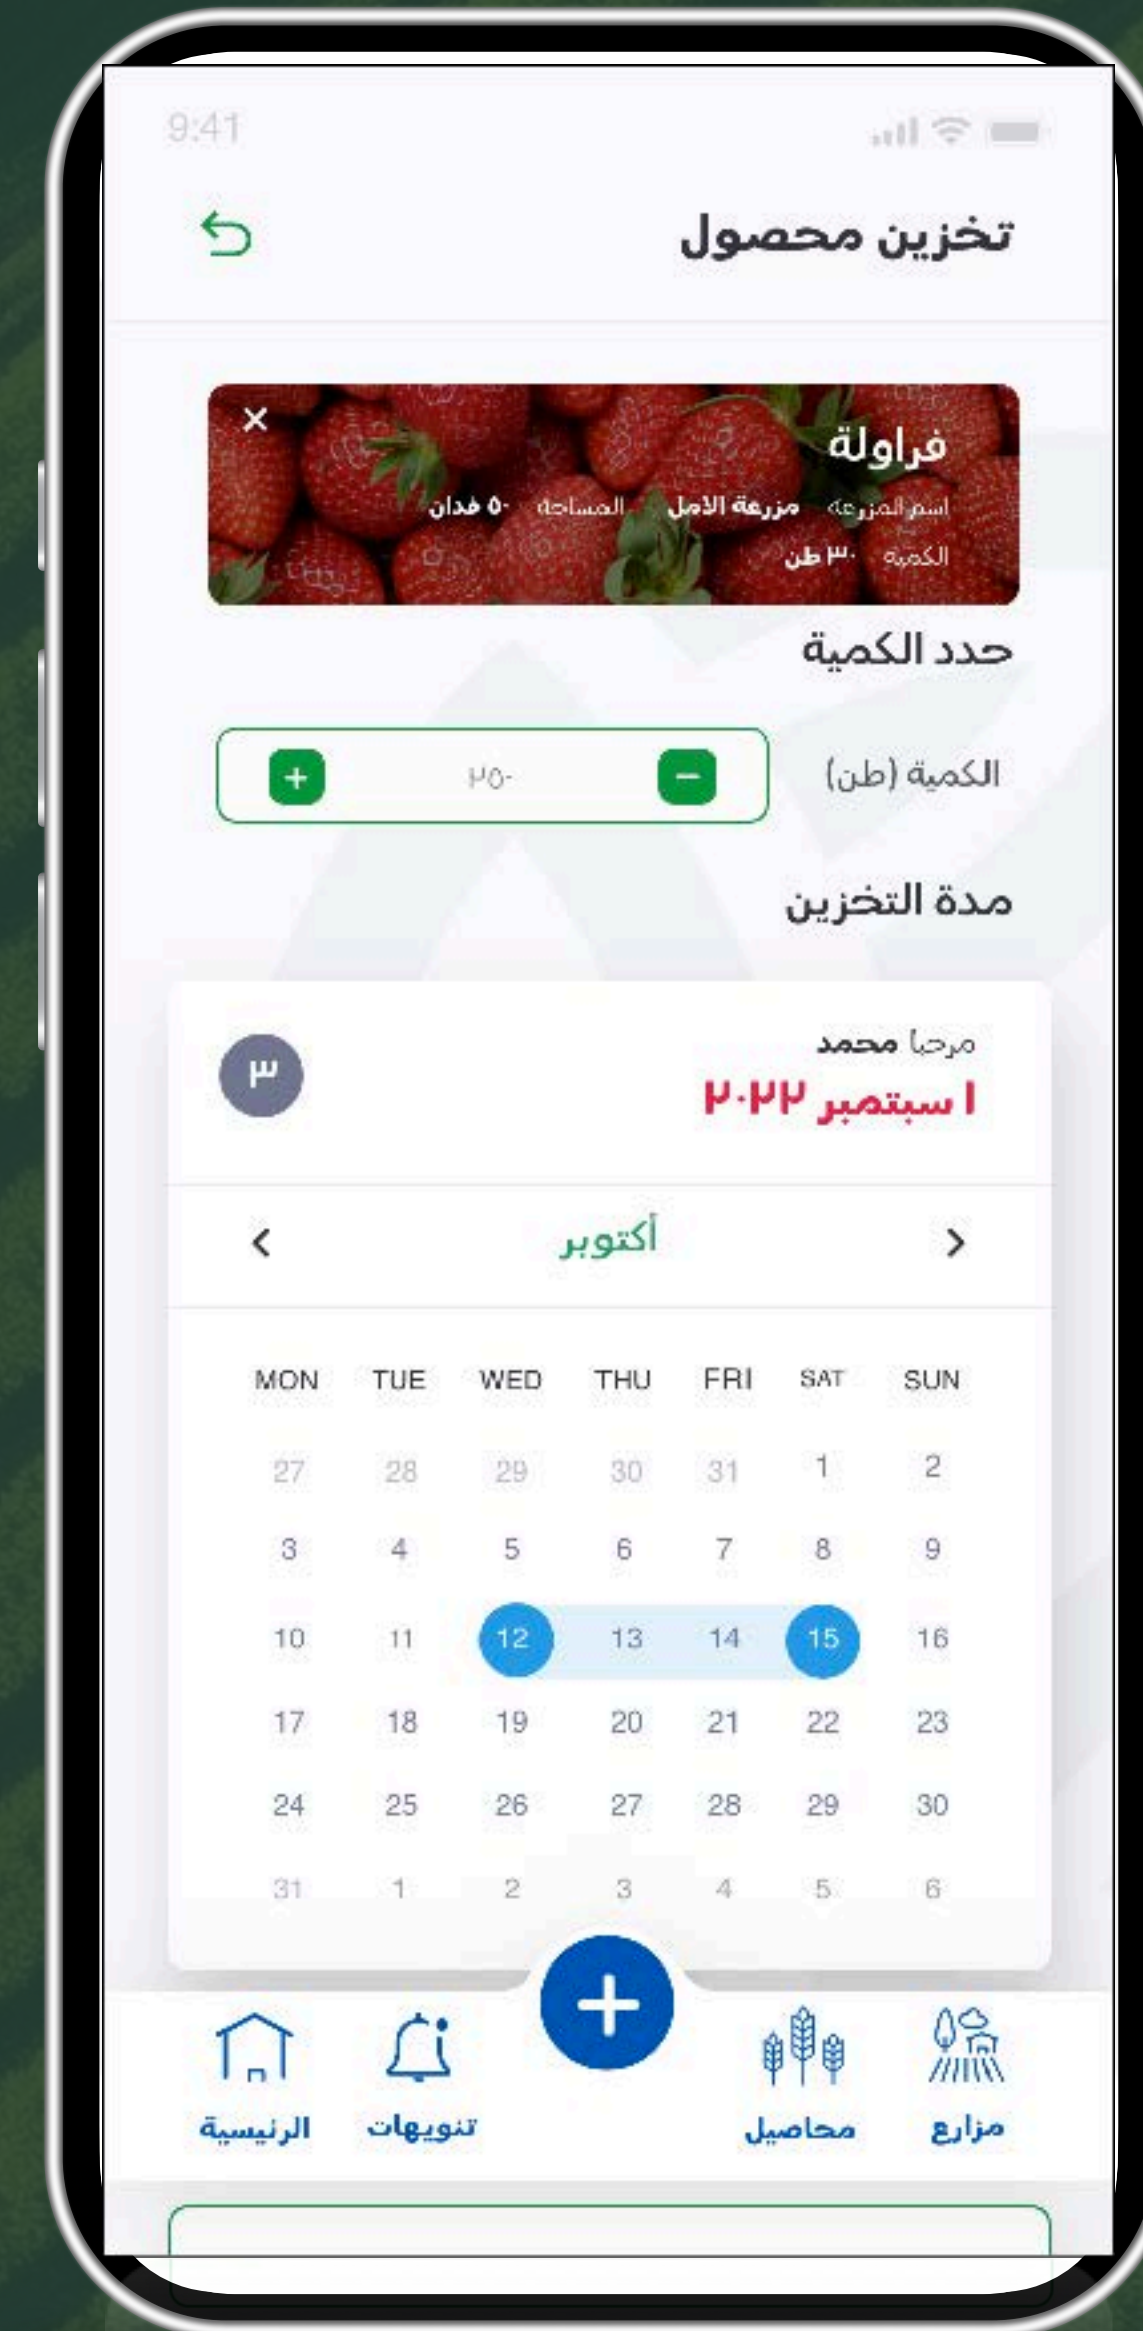 9:41
تخزين محصول
فراولة
اسم المزرعه مزرعة الامل المساحة ٥٠ فدان
الكمية ٣٠ طن
حدد الكمية
الكمية (طن) - ٢٥٠ +
مدة التخزين
مرحبا محمد
١ سبتمبر ٢٠٢٢
٣
أكتوبر
MON TUE WED THU FRI SAT SUN
27 28 29 30 31 1 2
3 4 5 6 7 8 9
10 11 12 13 14 15 16
17 18 19 20 21 22 23
24 25 26 27 28 29 30
31 1 2 3 4 5 6
مزارع محاصيل تنويهات الرئيسية